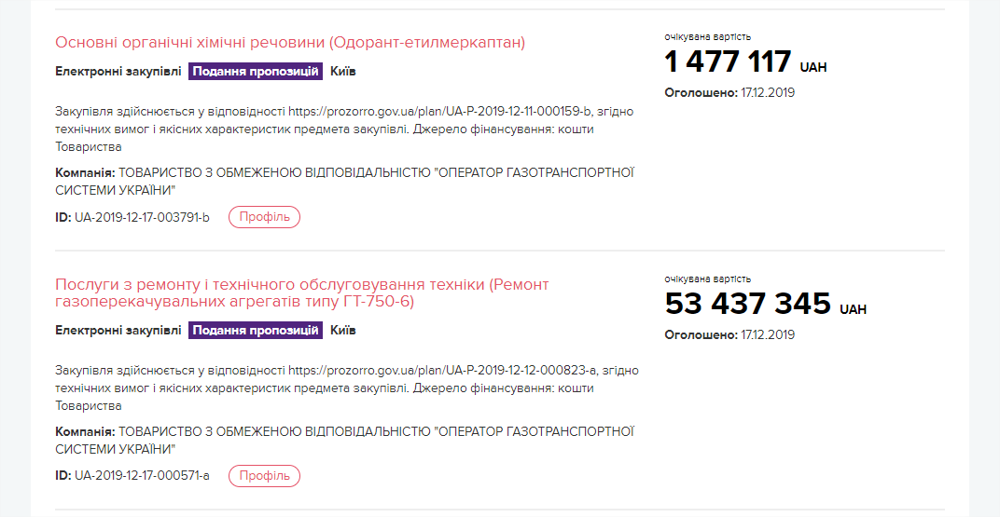 Основні органічні хімічні речовини (Одорант-етилмеркаптан)
Електронні закупівлі Подання пропозицій Київ
Закупівля здійснюється у відповідності https://prozorro.gov.ua/plan/UA-P-2019-12-11-000159-b, згідно
технічних вимог і якісних характеристик предмета закупівлі. Джерело фінансування: кошти
Товариства
Компанія: ТОВАРИСТВО З ОБМЕЖЕНОЮ ВІДПОВІДАЛЬНІСТЮ "ОПЕРАТОР ГАЗОТРАНСПОРТНОЇ
СИСТЕМИ УКРАЇНИ"
ID: UA-2019-12-17-003791-b Профіль
очікувана вартість
1 477 117 UAH
Оголошено: 17.12.2019
Послуги з ремонту і технічного обслуговування техніки (Ремонт
газоперекачувальних агрегатів типу ГТ-750-6)
Електронні закупівлі Подання пропозицій Київ
Закупівля здійснюється у відповідності https://prozorro.gov.ua/plan/UA-P-2019-12-12-000823-a, згідно
технічних вимог і якісних характеристик предмета закупівлі. Джерело фінансування: кошти
Товариства
Компанія: ТОВАРИСТВО З ОБМЕЖЕНОЮ ВІДПОВІДАЛЬНІСТЮ "ОПЕРАТОР ГАЗОТРАНСПОРТНОЇ
СИСТЕМИ УКРАЇНИ"
ID: UA-2019-12-17-000571-a Профіль
очікувана вартість
53 437 345 UAH
Оголошено: 17.12.2019